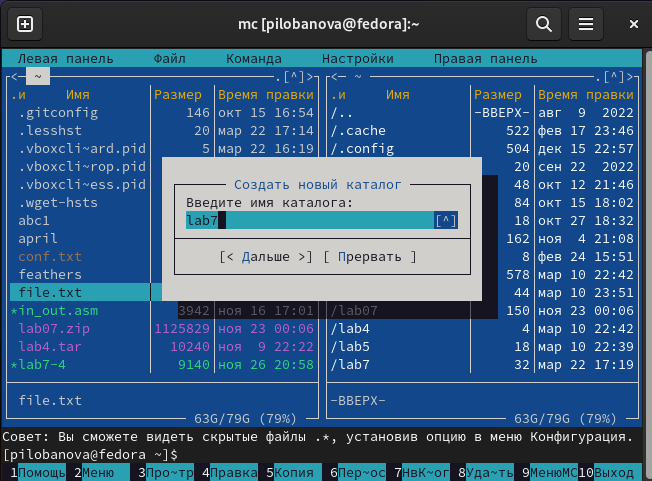 mc [pilobanova@fedora]:~
Левая панель Файл Команда Настройки Правая панель
~ .[^]> ~ .[^]>
.и Имя Размер Время правки .и Имя Размер Время правки
.gitconfig 146 окт 15 16:54 /.. -ВВЕРХ- авг 9 2022
.lesshst 20 мар 22 17:14 /.cache 522 фев 17 23:46
.vboxcli~ard.pid 5 мар 22 16:19 /.config 504 дек 15 22:57
.vboxcli~rop.pid 20 сен 22 2022
.vboxcli~ess.pid 48 окт 12 21:46
.wget-hsts 84 окт 15 18:02
abc1 18 окт 27 18:32
april 162 ноя 4 21:08
conf.txt 8 фев 24 15:51
feathers 578 мар 10 22:42
file.txt 44 мар 10 23:51
Создать новый каталог
Введите имя каталога:
lab7 [^]
[< Дальше >] [ Прервать ]
*in_out.asm 3942 ноя 16 17:01 /lab07 150 ноя 23 00:06
lab07.zip 1125829 ноя 23 00:06 /lab4 4 мар 10 22:42
lab4.tar 10240 ноя 9 22:22 /lab5 18 мар 10 22:39
*lab7-4 9140 ноя 26 20:58 /lab7 32 мар 22 17:19
file.txt -ВВЕРХ-
63G/79G (79%) 63G/79G (79%)
Совет: Вы сможете видеть скрытые файлы .*, установив опцию в меню Конфигурация.
[pilobanova@fedora ~]$
1Помощь 2Меню 3Про~тр 4Правка 5Копия 6Пер~ос 7НвК~ог 8Уда~ть 9МенюMC 10Выход